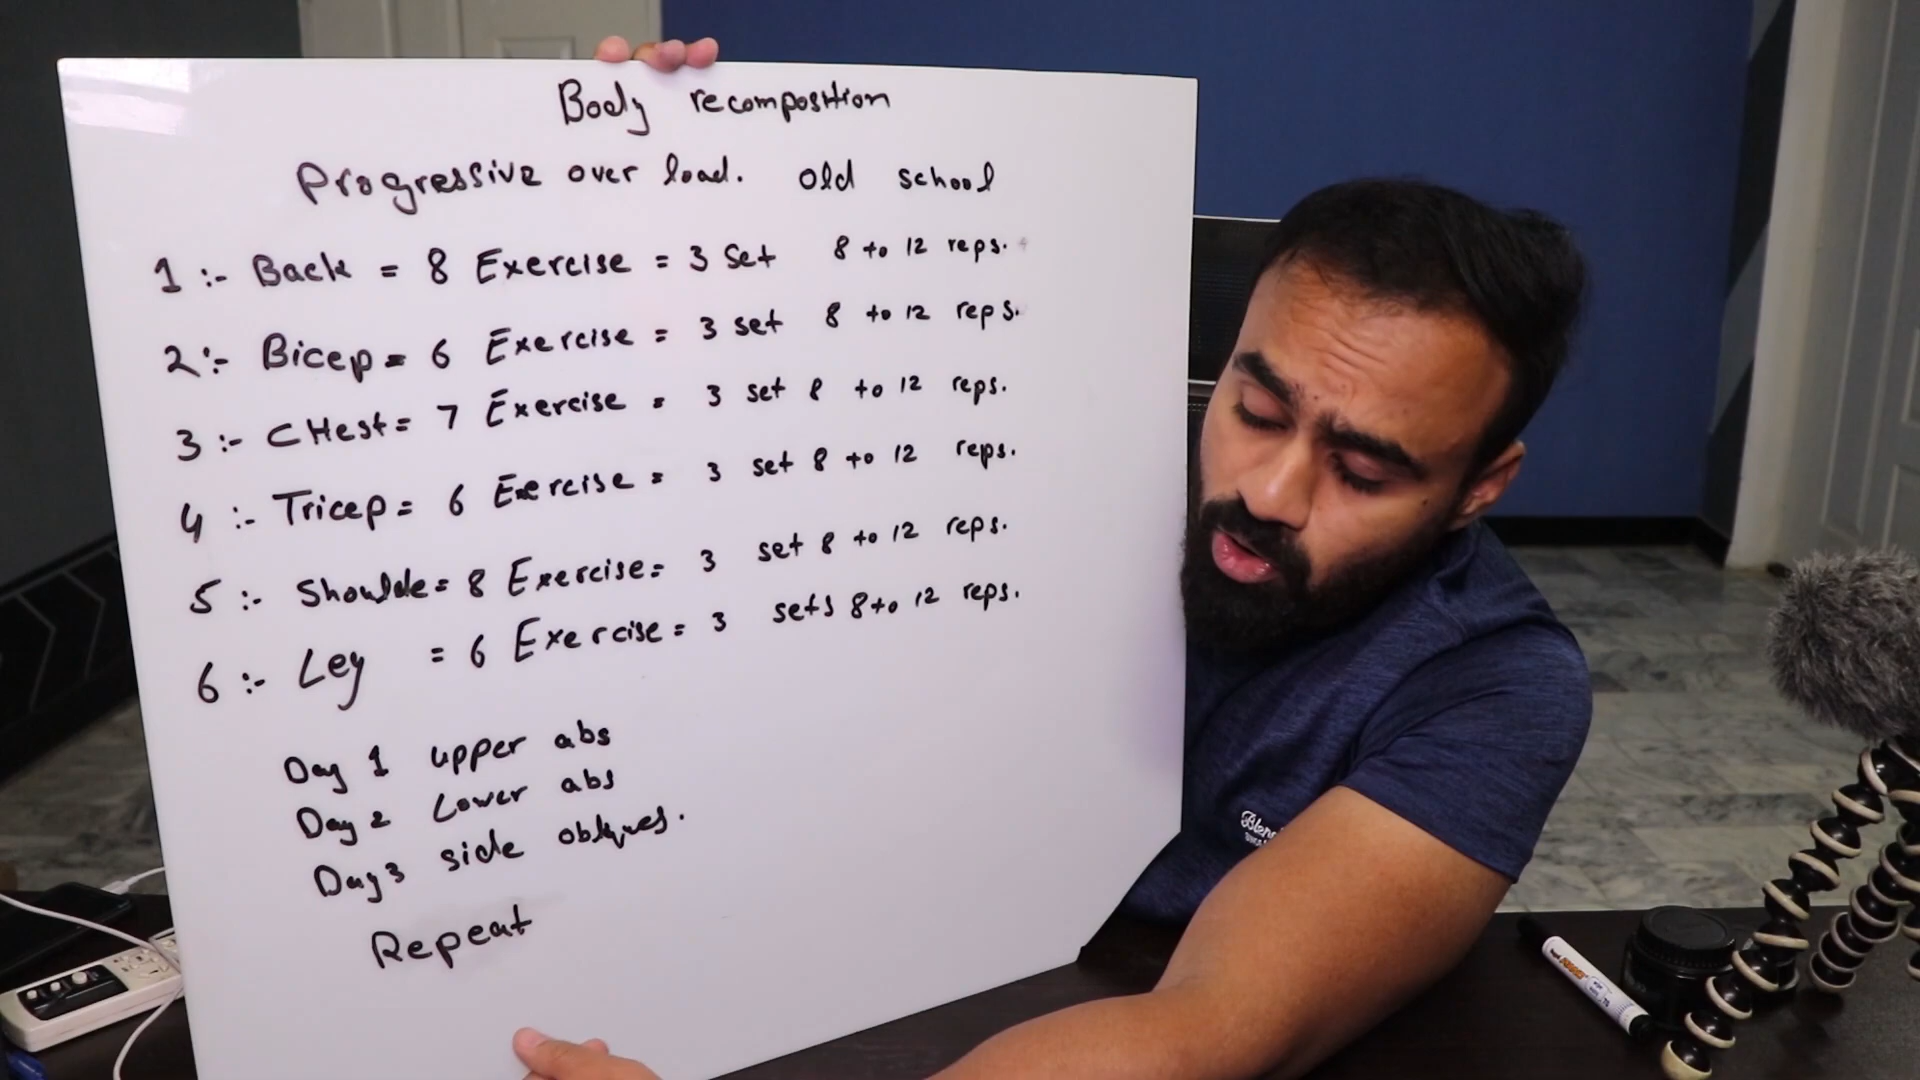 Body recomposition
Progressive over load. old school
1 :- Back = 8 Exercise = 3 Set 8 to 12 reps.
2 :- Bicep = 6 Exercise = 3 set 8 to 12 reps.
3 :- CHest = 7 Exercise = 3 set 8 to 12 reps.
4 :- Tricep = 6 Exercise = 3 set 8 to 12 reps.
5 :- Shoulde = 8 Exercise = 3 set 8 to 12 reps.
6 :- Leg = 6 Exercise = 3 sets 8 to 12 reps.
Day 1 upper abs
Day 2 Lower abs
Day 3 side obliques.
Repeat